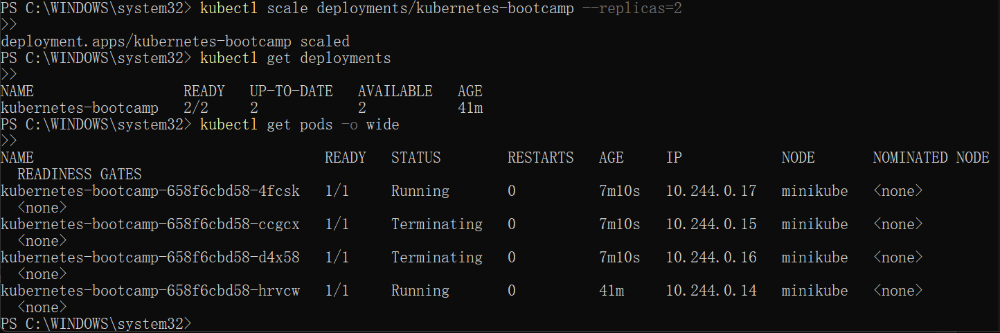 PS C:\WINDOWS\system32> kubectl scale deployments/kubernetes-bootcamp --replicas=2
>>
deployment.apps/kubernetes-bootcamp scaled
PS C:\WINDOWS\system32> kubectl get deployments
>>
NAME                  READY   UP-TO-DATE   AVAILABLE   AGE
kubernetes-bootcamp   2/2     2            2           41m
PS C:\WINDOWS\system32> kubectl get pods -o wide
>>
NAME                                   READY   STATUS        RESTARTS   AGE     IP            NODE       NOMINATED NODE
  READINESS GATES
kubernetes-bootcamp-658f6cbd58-4fcsk   1/1     Running       0          7m10s   10.244.0.17   minikube   <none>
  <none>
kubernetes-bootcamp-658f6cbd58-ccgcx   1/1     Terminating   0          7m10s   10.244.0.15   minikube   <none>
  <none>
kubernetes-bootcamp-658f6cbd58-d4x58   1/1     Terminating   0          7m10s   10.244.0.16   minikube   <none>
  <none>
kubernetes-bootcamp-658f6cbd58-hrvcw   1/1     Running       0          41m     10.244.0.14   minikube   <none>
  <none>
PS C:\WINDOWS\system32>